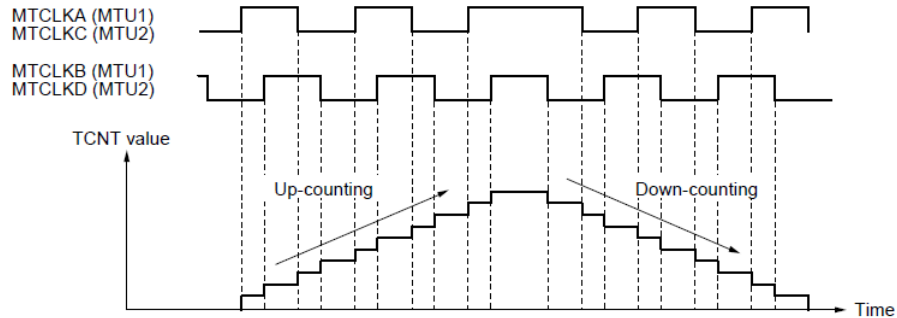 MTCLKA (MTU1)
MTCLKC (MTU2)
MTCLKB (MTU1)
MTCLKD (MTU2)
TCNT value
Up-counting
Down-counting
Time